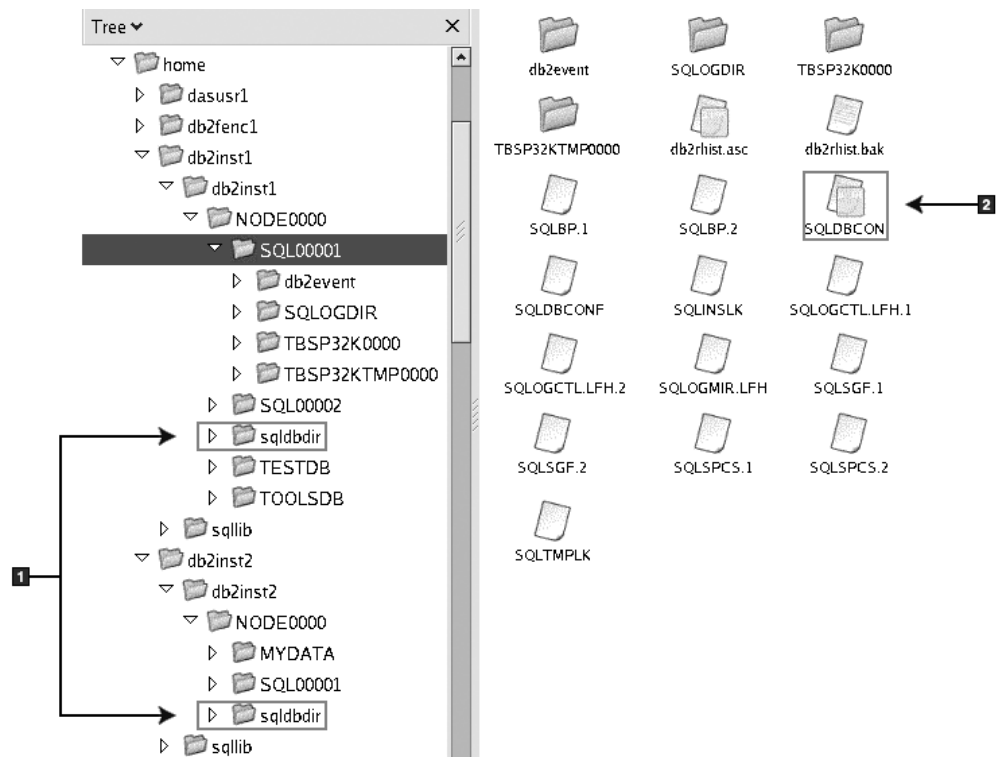 Tree
home
dasusr1
db2fenc1
db2inst1
db2inst1
NODE0000
SQL00001
db2event
SQLOGDIR
TBSP32K0000
TBSP32KTMP0000
SQL00002
sqldbdir
TESTDB
TOOLSDB
sqllib
db2inst2
db2inst2
NODE0000
MYDATA
SQL00001
sqldbdir
sqllib
1
db2event SQLOGDIR TBSP32K0000
TBSP32KTMP0000 db2rhist.asc db2rhist.bak
SQLBP.1 SQLBP.2 SQLDBCON
2
SQLDBCONF SQLINSLK SQLOGCTL.LFH.1
SQLOGCTL.LFH.2 SQLOGMIR.LFH SQLSGF.1
SQLSGF.2 SQLSPCS.1 SQLSPCS.2
SQLTMPLK